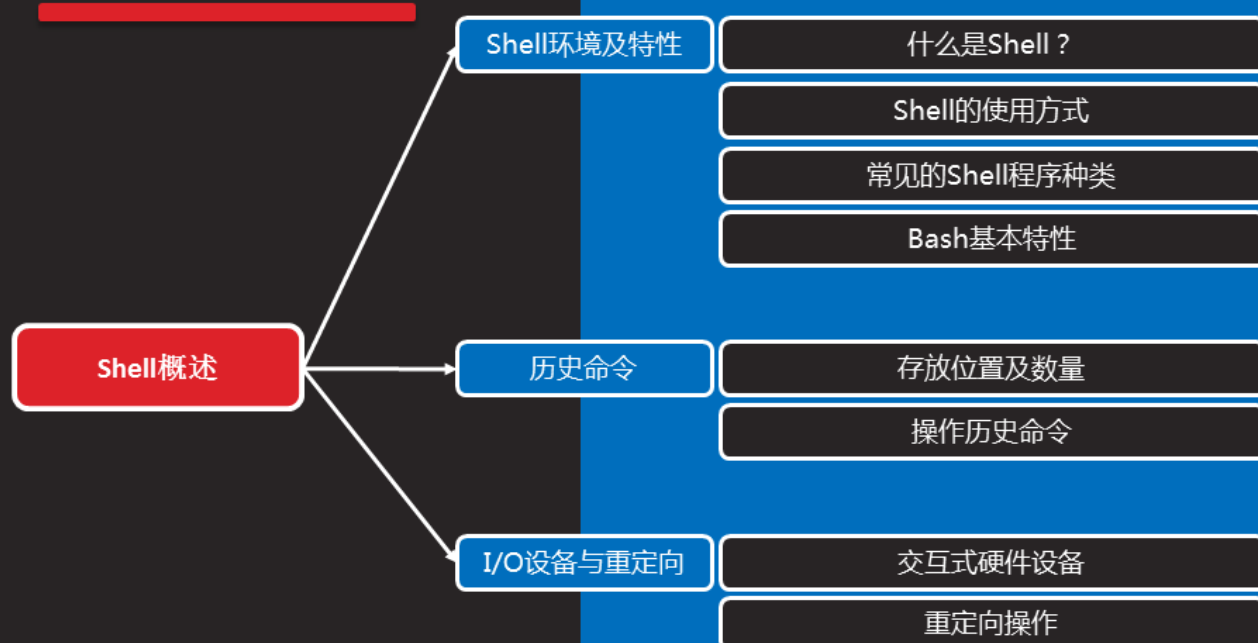 Shell概述
Shell环境及特性
什么是Shell？
Shell的使用方式
常见的Shell程序种类
Bash基本特性
历史命令
存放位置及数量
操作历史命令
I/O设备与重定向
交互式硬件设备
重定向操作